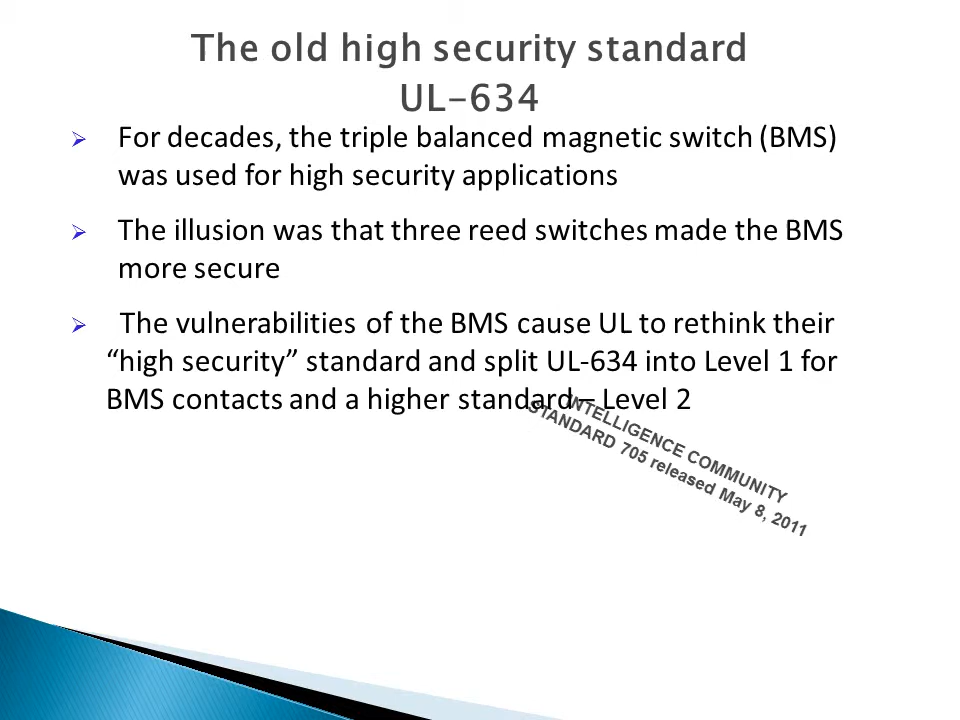 The old high security standard
UL-634
For decades, the triple balanced magnetic switch (BMS)
was used for high security applications
The illusion was that three reed switches made the BMS
more secure
The vulnerabilities of the BMS cause UL to rethink their
“high security” standard and split UL-634 into Level 1 for
BMS contacts and a higher standard – Level 2
INTELLIGENCE COMMUNITY
STANDARD 705 released May 8, 2011